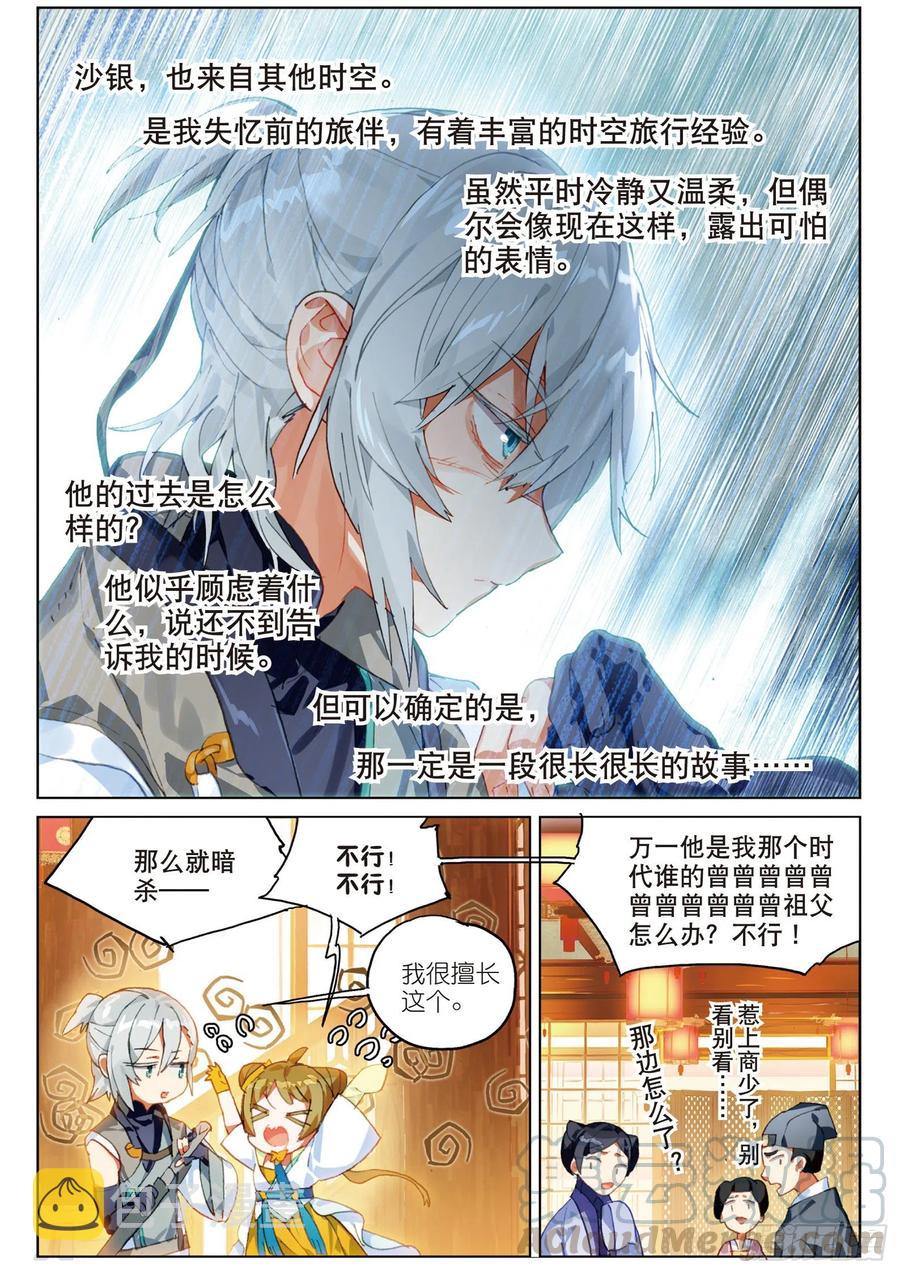 沙银，也来自其他时空。
是我失忆前的旅伴，有着丰富的时空旅行经验。
虽然平时冷静又温柔，但偶
尔会像现在这样，露出可怕
的表情。
他的过去是怎么
样的？
他似乎顾虑着什
么，说还不到告
诉我的时候。
但可以确定的是，
那一定是一段很长很长的故事……
那么就暗
杀——
不行！
不行！
我很擅长
这个。
万一他是我那个时
代谁的曾曾曾曾曾
曾曾曾曾曾曾祖父
怎么办？不行！
惹上商少了，别
看别看……
那边怎么了？
AcloudMerge.com